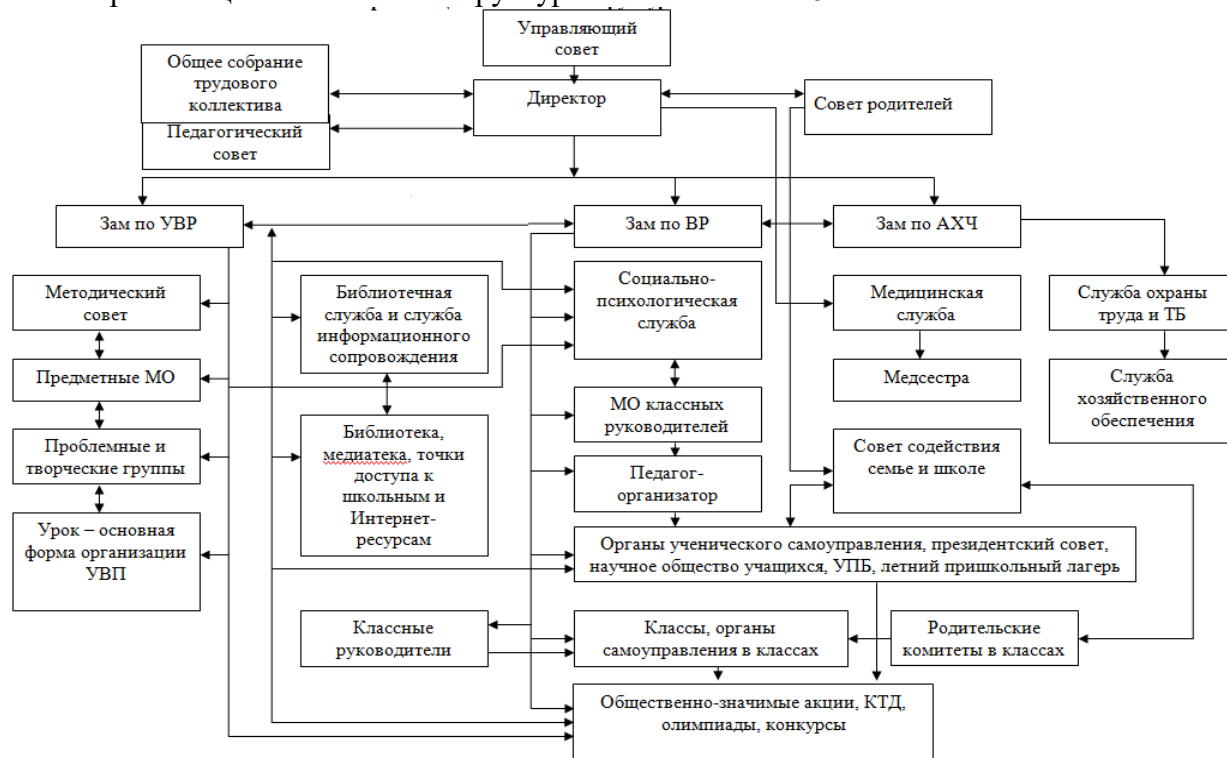 Управляющий
совет
Общее собрание
трудового
коллектива
Директор
Совет родителей
Педагогический
совет
Зам по УВР
Зам по ВР
Зам по АХЧ
Методический
совет
Библиотечная
служба и служба
информационного
сопровождения
Социально-
психологическая
служба
Медицинская
служба
Служба охраны
труда и ТБ
Предметные МО
Медсестра
Служба
хозяйственного
обеспечения
МО классных
руководителей
Проблемные и
творческие группы
Библиотека,
медиатека, точки
доступа к
школьным и
Интернет-
ресурсам
Совет содействия
семье и школе
Педагог-
организатор
Урок – основная
форма организации
УВП
Органы ученического самоуправления, президентский совет,
научное общество учащихся, УПБ, летний пришкольный лагерь
Классные
руководители
Классы, органы
самоуправления в классах
Родительские
комитеты в классах
Общественно-значимые акции, КТД,
олимпиады, конкурсы